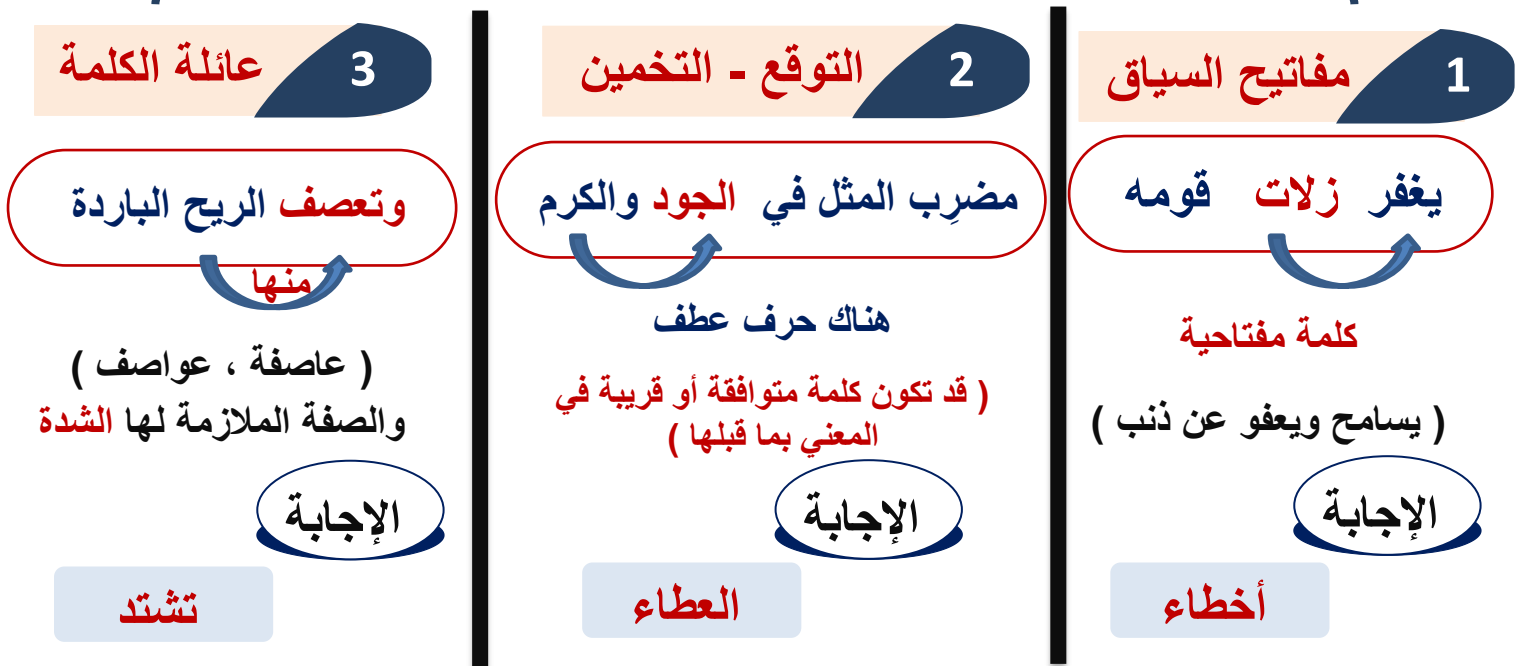 1
مفاتيح السياق
يغفر زلات قومه
كلمة مفتاحية
( يسامح ويعفو عن ذنب )
الإجابة
أخطاء
2
التوقع - التخمين
مضرِب المثل في الجود والكرم
هناك حرف عطف
( قد تكون كلمة متوافقة أو قريبة في
المعني بما قبلها )
الإجابة
العطاء
3
عائلة الكلمة
وتعصف الريح الباردة
منها
( عاصفة ، عواصف )
والصفة الملازمة لها الشدة
الإجابة
تشتد